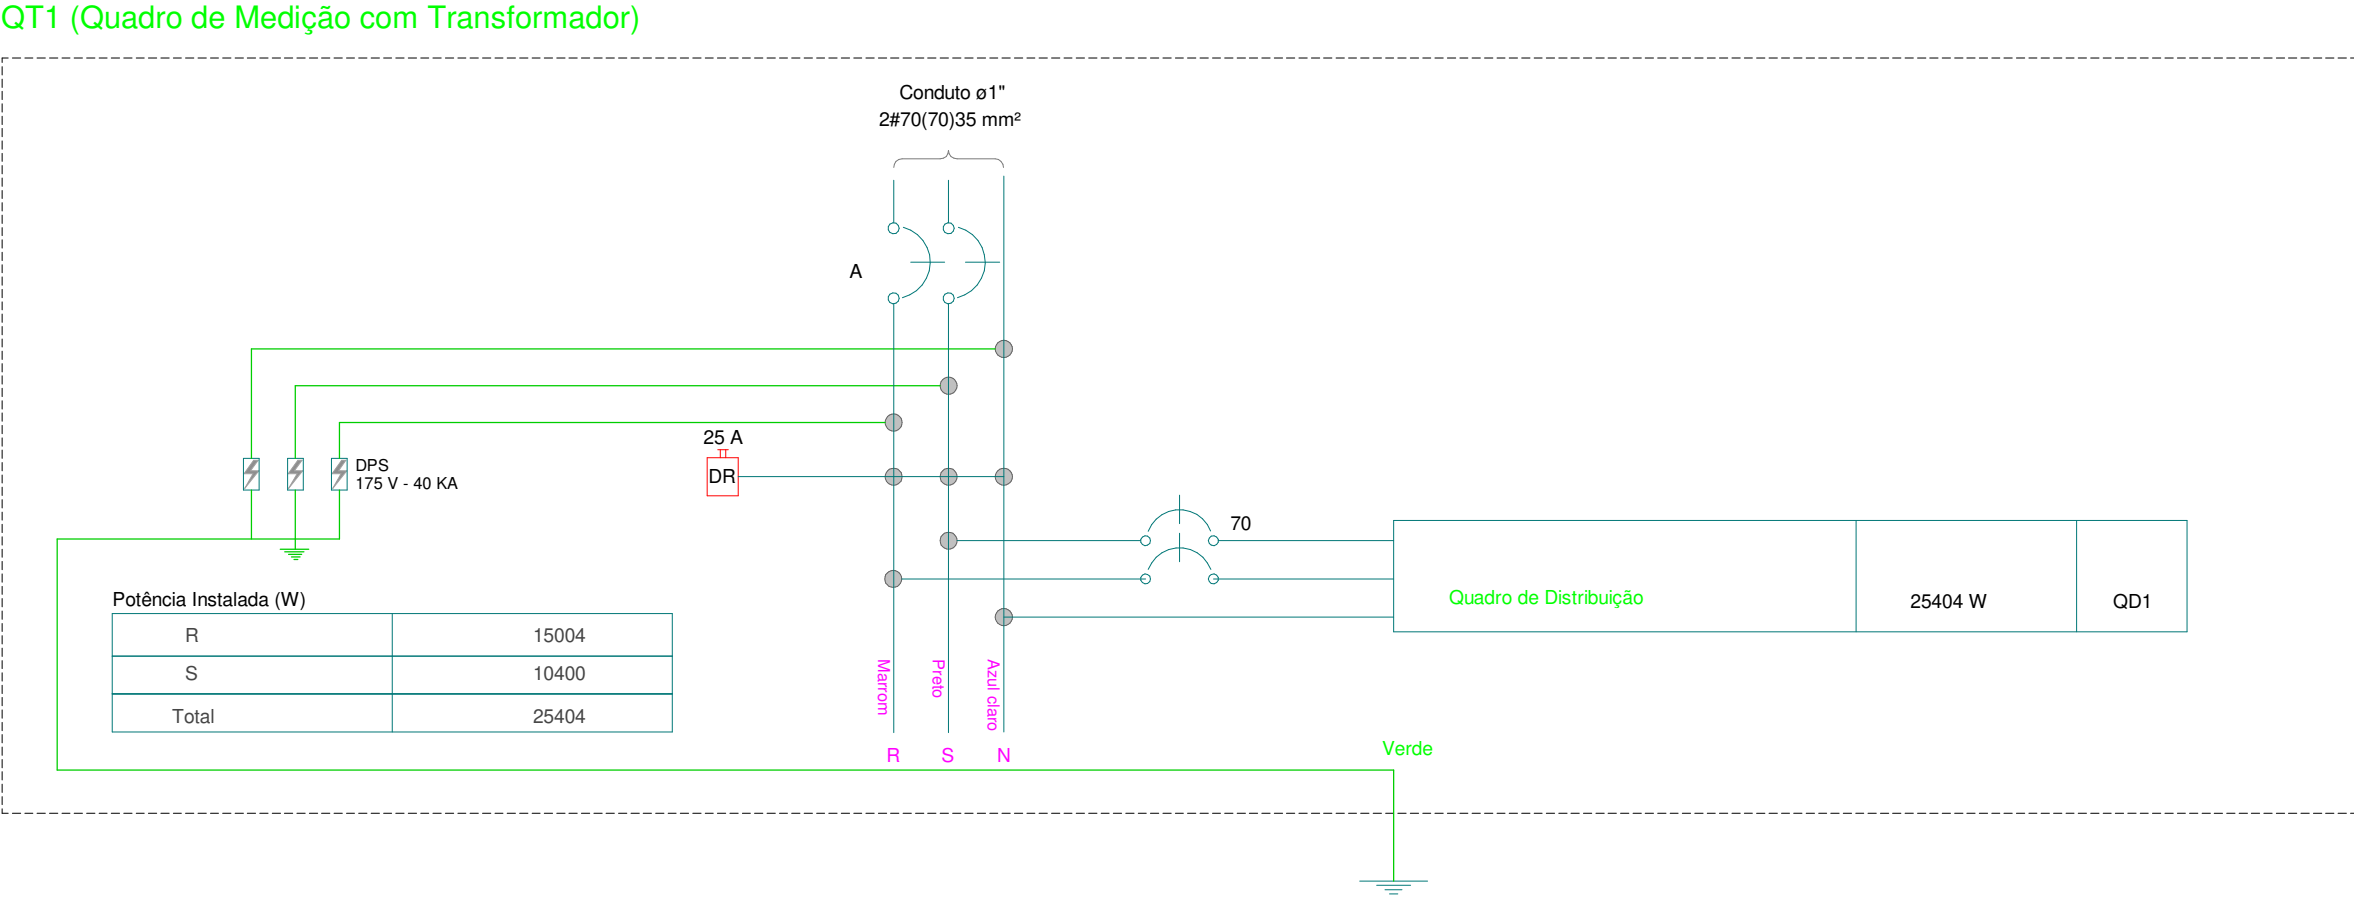 QT1 (Quadro de Medição com Transformador)
Conduto ø1"
2#70(70)35 mm²
A
25 A
DR
DPS
175 V - 40 KA
70
Quadro de Distribuição
25404 W
QD1
Potência Instalada (W)
R 15004
S 10400
Total 25404
Marrom
Preto
Azul claro
R S N
Verde